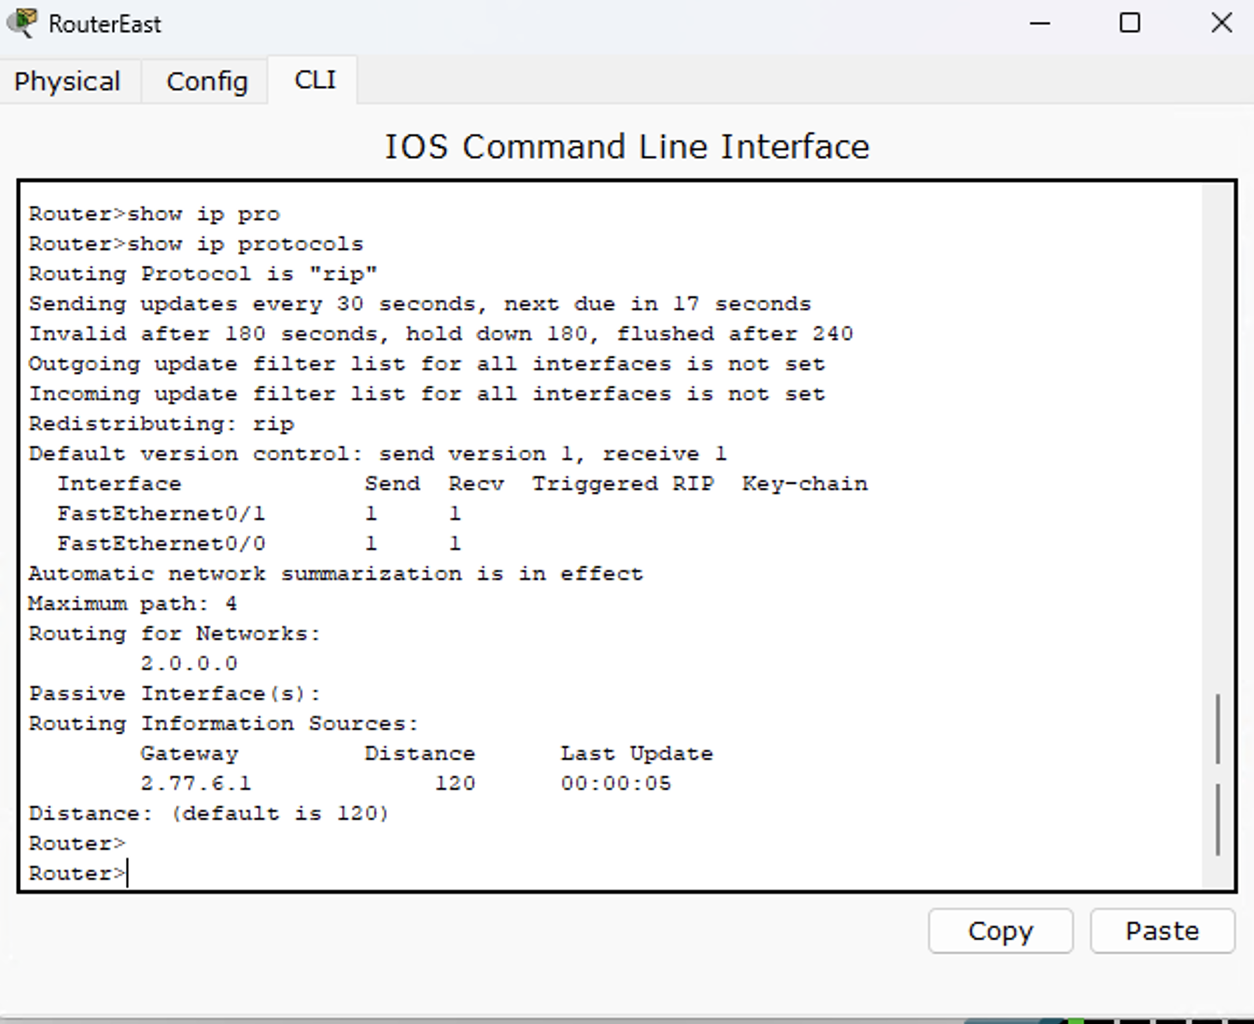 RouterEast
Physical Config CLI
IOS Command Line Interface
Router>show ip pro
Router>show ip protocols
Routing Protocol is "rip"
Sending updates every 30 seconds, next due in 17 seconds
Invalid after 180 seconds, hold down 180, flushed after 240
Outgoing update filter list for all interfaces is not set
Incoming update filter list for all interfaces is not set
Redistributing: rip
Default version control: send version 1, receive 1
Interface Send Recv Triggered RIP Key-chain
FastEthernet0/1 1 1
FastEthernet0/0 1 1
Automatic network summarization is in effect
Maximum path: 4
Routing for Networks:
2.0.0.0
Passive Interface(s):
Routing Information Sources:
Gateway Distance Last Update
2.77.6.1 120 00:00:05
Distance: (default is 120)
Router>
Router>
Copy Paste